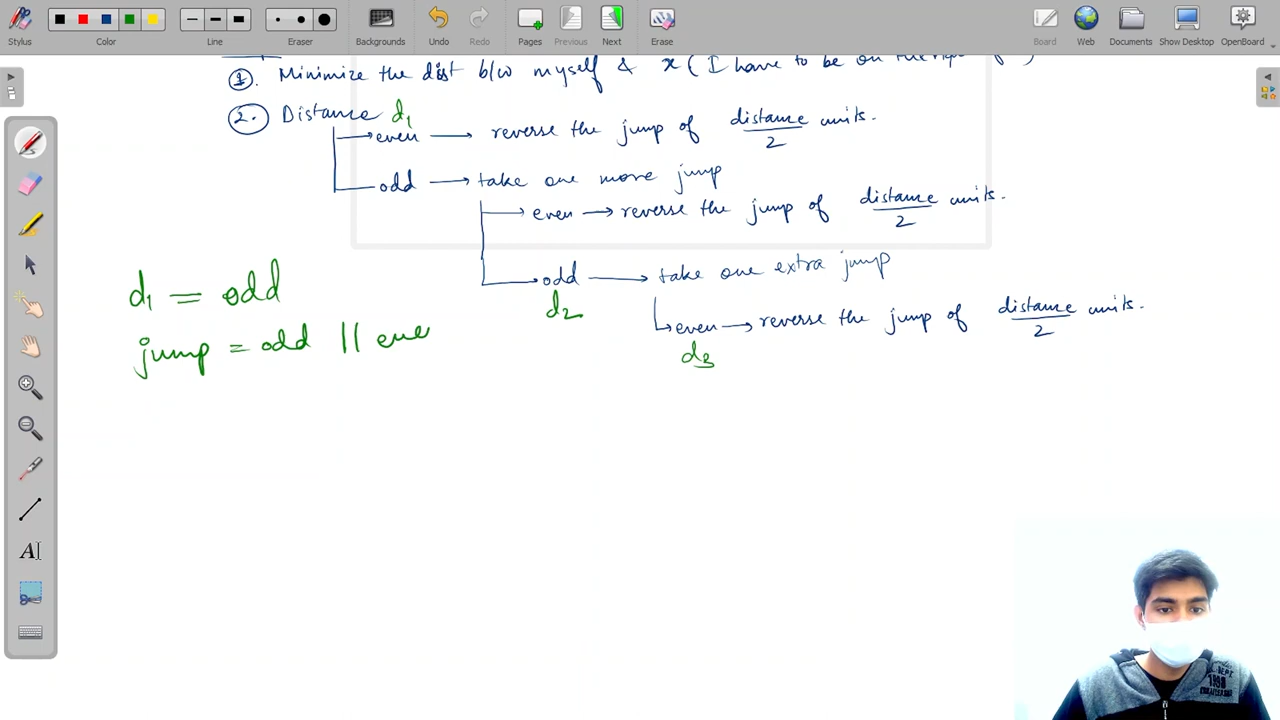 Stylus Color Line Eraser Backgrounds Undo Redo Pages Previous Next Erase Board Web Documents Show Desktop OpenBoard
1. Minimize the dist b/w myself & x ( I have to be on the
2. Distance d1
even → reverse the jump of distance/2 units.
odd → take one more jump
even → reverse the jump of distance/2 units.
odd → take one extra jump
d2
even → reverse the jump of distance/2 units.
d3
d1 = odd
jump = odd || eve